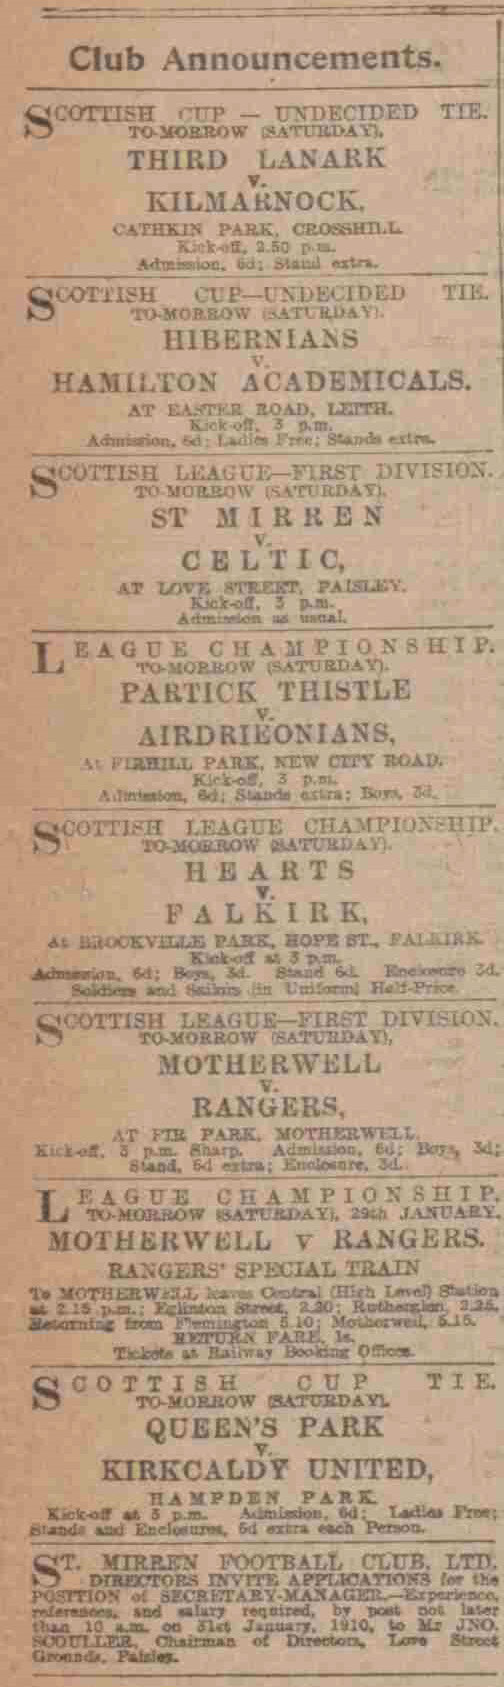 Club Announcements.
SCOTTISH CUP — UNDECIDED TIE.
TO-MORROW (SATURDAY),
THIRD LANARK
v.
KILMARNOCK,
CATHKIN PARK, CROSSHILL.
Kick-off, 2.50 p.m.
Admission, 6d; Stand extra.
SCOTTISH CUP—UNDECIDED TIE.
TO-MORROW (SATURDAY).
HIBERNIANS
v.
HAMILTON ACADEMICALS.
AT EASTER ROAD, LEITH.
Kick-off, 3 p.m.
Admission, 6d; Ladies Free; Stands extra.
SCOTTISH LEAGUE—FIRST DIVISION.
TO-MORROW (SATURDAY).
ST MIRREN
v.
CELTIC,
AT LOVE STREET, PAISLEY.
Kick-off, 3 p.m.
Admission as usual.
LEAGUE CHAMPIONSHIP.
TO-MORROW (SATURDAY).
PARTICK THISTLE
v.
AIRDRIEONIANS,
At FIRHILL PARK, NEW CITY ROAD.
Kick-off, 3 p.m.
Admission, 6d; Stands extra; Boys, 3d.
SCOTTISH LEAGUE CHAMPIONSHIP.
TO-MORROW (SATURDAY).
HEARTS
v.
FALKIRK,
At BROCKVILLE PARK, HOPE ST., FALKIRK.
Kick-off at 3 p.m.
Admission, 6d; Boys, 3d. Stand 6d. Enclosure 3d.
Soldiers and Sailors (in Uniform) Half-Price.
SCOTTISH LEAGUE—FIRST DIVISION.
TO-MORROW (SATURDAY),
MOTHERWELL
v.
RANGERS,
AT FIR PARK, MOTHERWELL.
Kick-off, 3 p.m. Sharp. Admission, 6d; Boys, 3d;
Stand, 6d extra; Enclosure, 3d.
LEAGUE CHAMPIONSHIP.
TO-MORROW (SATURDAY), 29th JANUARY.
MOTHERWELL v RANGERS.
RANGERS' SPECIAL TRAIN
To MOTHERWELL leaves Central (High Level) Station
at 2.15 p.m.; Eglinton Street, 2.20; Rutherglen, 2.25.
Returning from Flemington 5.10; Motherwell, 5.15.
RETURN FARE, 1s.
Tickets at Railway Booking Offices.
SCOTTISH CUP TIE.
TO-MORROW (SATURDAY),
QUEEN'S PARK
v.
KIRKCALDY UNITED,
HAMPDEN PARK.
Kick-off at 3 p.m. Admission, 6d; Ladies Free;
Stands and Enclosures, 6d extra each Person.
ST. MIRREN FOOTBALL CLUB, LTD.
DIRECTORS INVITE APPLICATIONS for the
POSITION of SECRETARY-MANAGER.—Experience,
references, and salary required, by post not later
than 10 a.m. on 31st January, 1910, to Mr JNO.
SCOULLER, Chairman of Directors, Love Street
Grounds, Paisley.